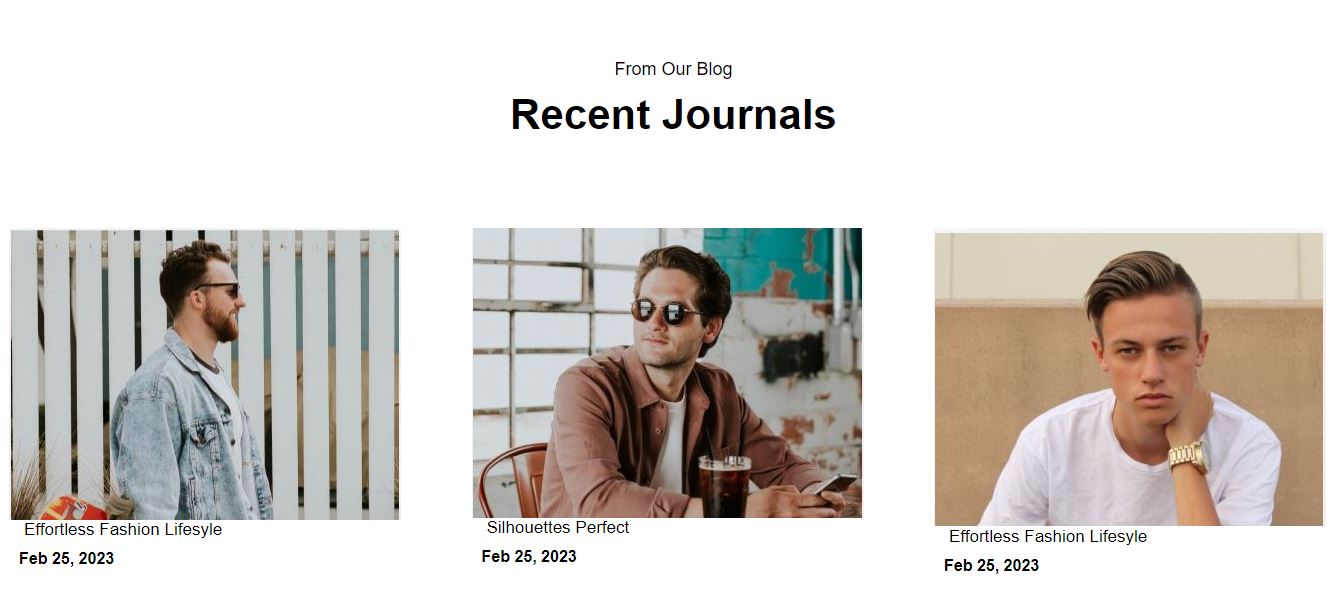 From Our Blog
Recent Journals
Effortless Fashion Lifesyle
Feb 25, 2023
Silhouettes Perfect
Feb 25, 2023
Effortless Fashion Lifesyle
Feb 25, 2023